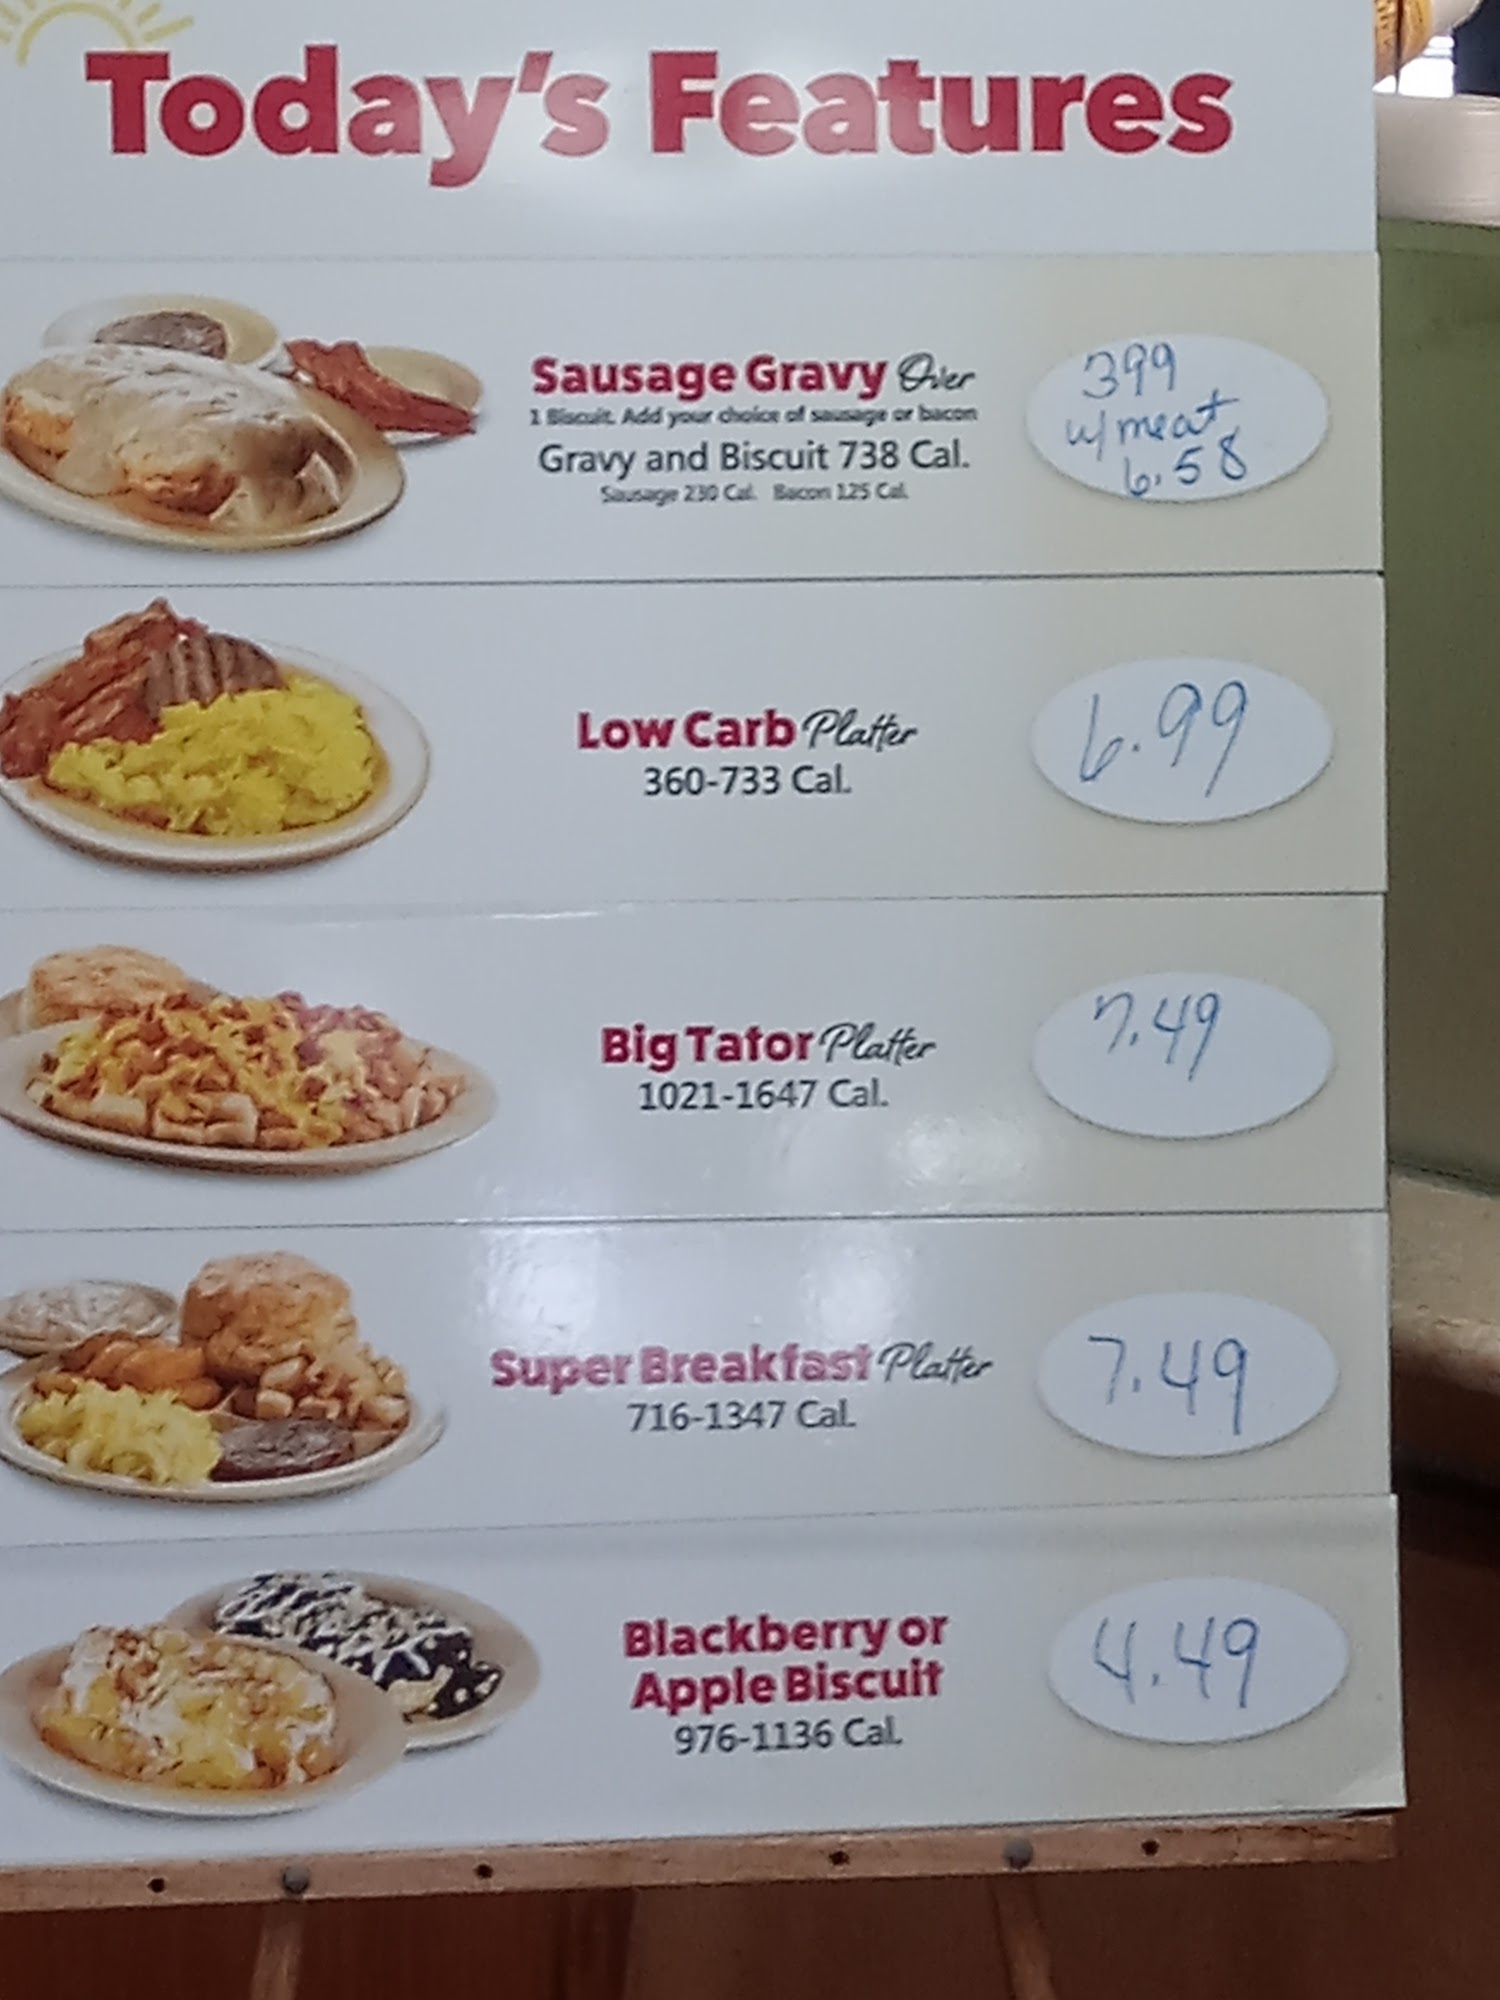 Today's Features
Sausage Gravy Over
1 Biscuit. Add your choice of sausage or bacon
Gravy and Biscuit 738 Cal.
Sausage 230 Cal. Bacon 125 Cal.
399
w/meat
6.58
Low Carb Platter
360-733 Cal.
6.99
Big Tator Platter
1021-1647 Cal.
7.49
Super Breakfast Platter
716-1347 Cal.
7.49
Blackberry or
Apple Biscuit
976-1136 Cal.
4.49